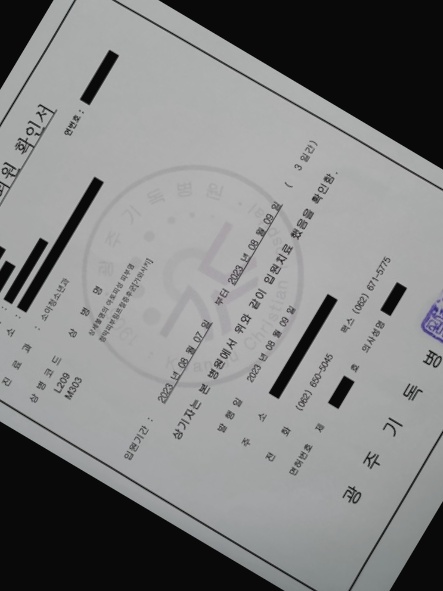 퇴원 확인서
연번호 :
소 :
진 료 과 : 소아청소년과
상 병 코 드 상 병 명
L209 상세불명의 아토피성 피부염
M303 점막피부림프절증후군[가와사키]
입원기간 : 2023 년 08 월 07 일 부터 2023 년 08 월 09 일 ( 3 일간)
상기자는 본 병원에서 위와 같이 입원치료 했음을 확인함.
발 행 일 2023 년 08 월 09 일
주 소
전 화 (062) 650-5045 팩스 (062) 671-5775
면허번호 제 호 의사성명
광 주 기 독 병
광 주 기 독 병 원
Christian